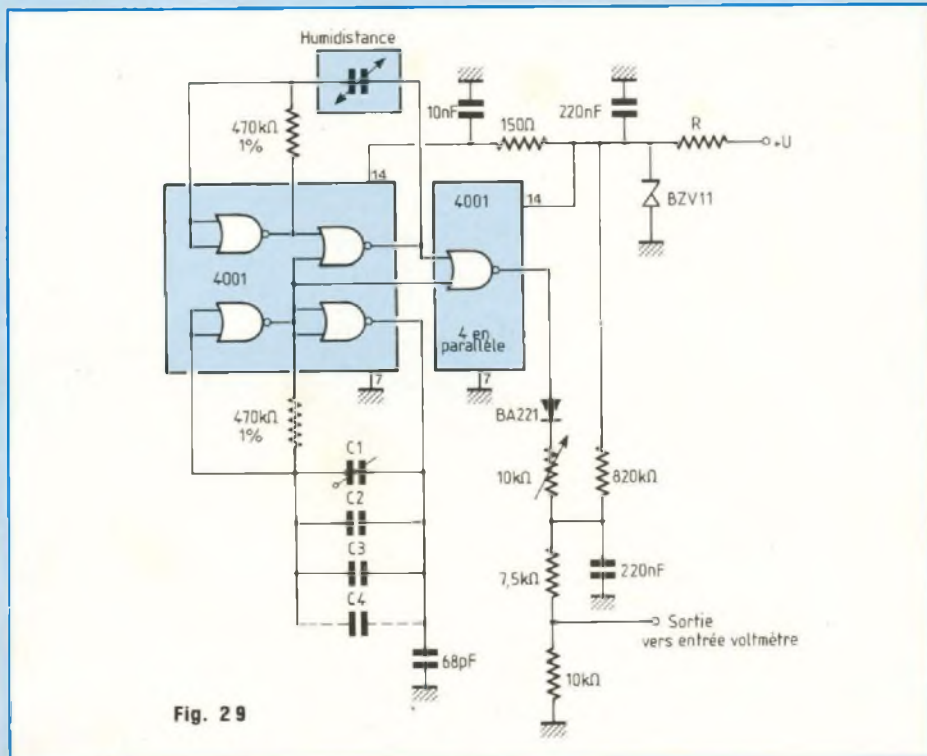 Humidistance
10nF
220nF
470kΩ
1%
150Ω
R
+U
14
14
BZV11
4001
4001
4 en
parallèle
7
7
470kΩ
1%
BA221
C1
10kΩ
820kΩ
C2
C3
7,5kΩ
220nF
C4
Sortie
vers entrée voltmètre
68pF
10kΩ
Fig. 29